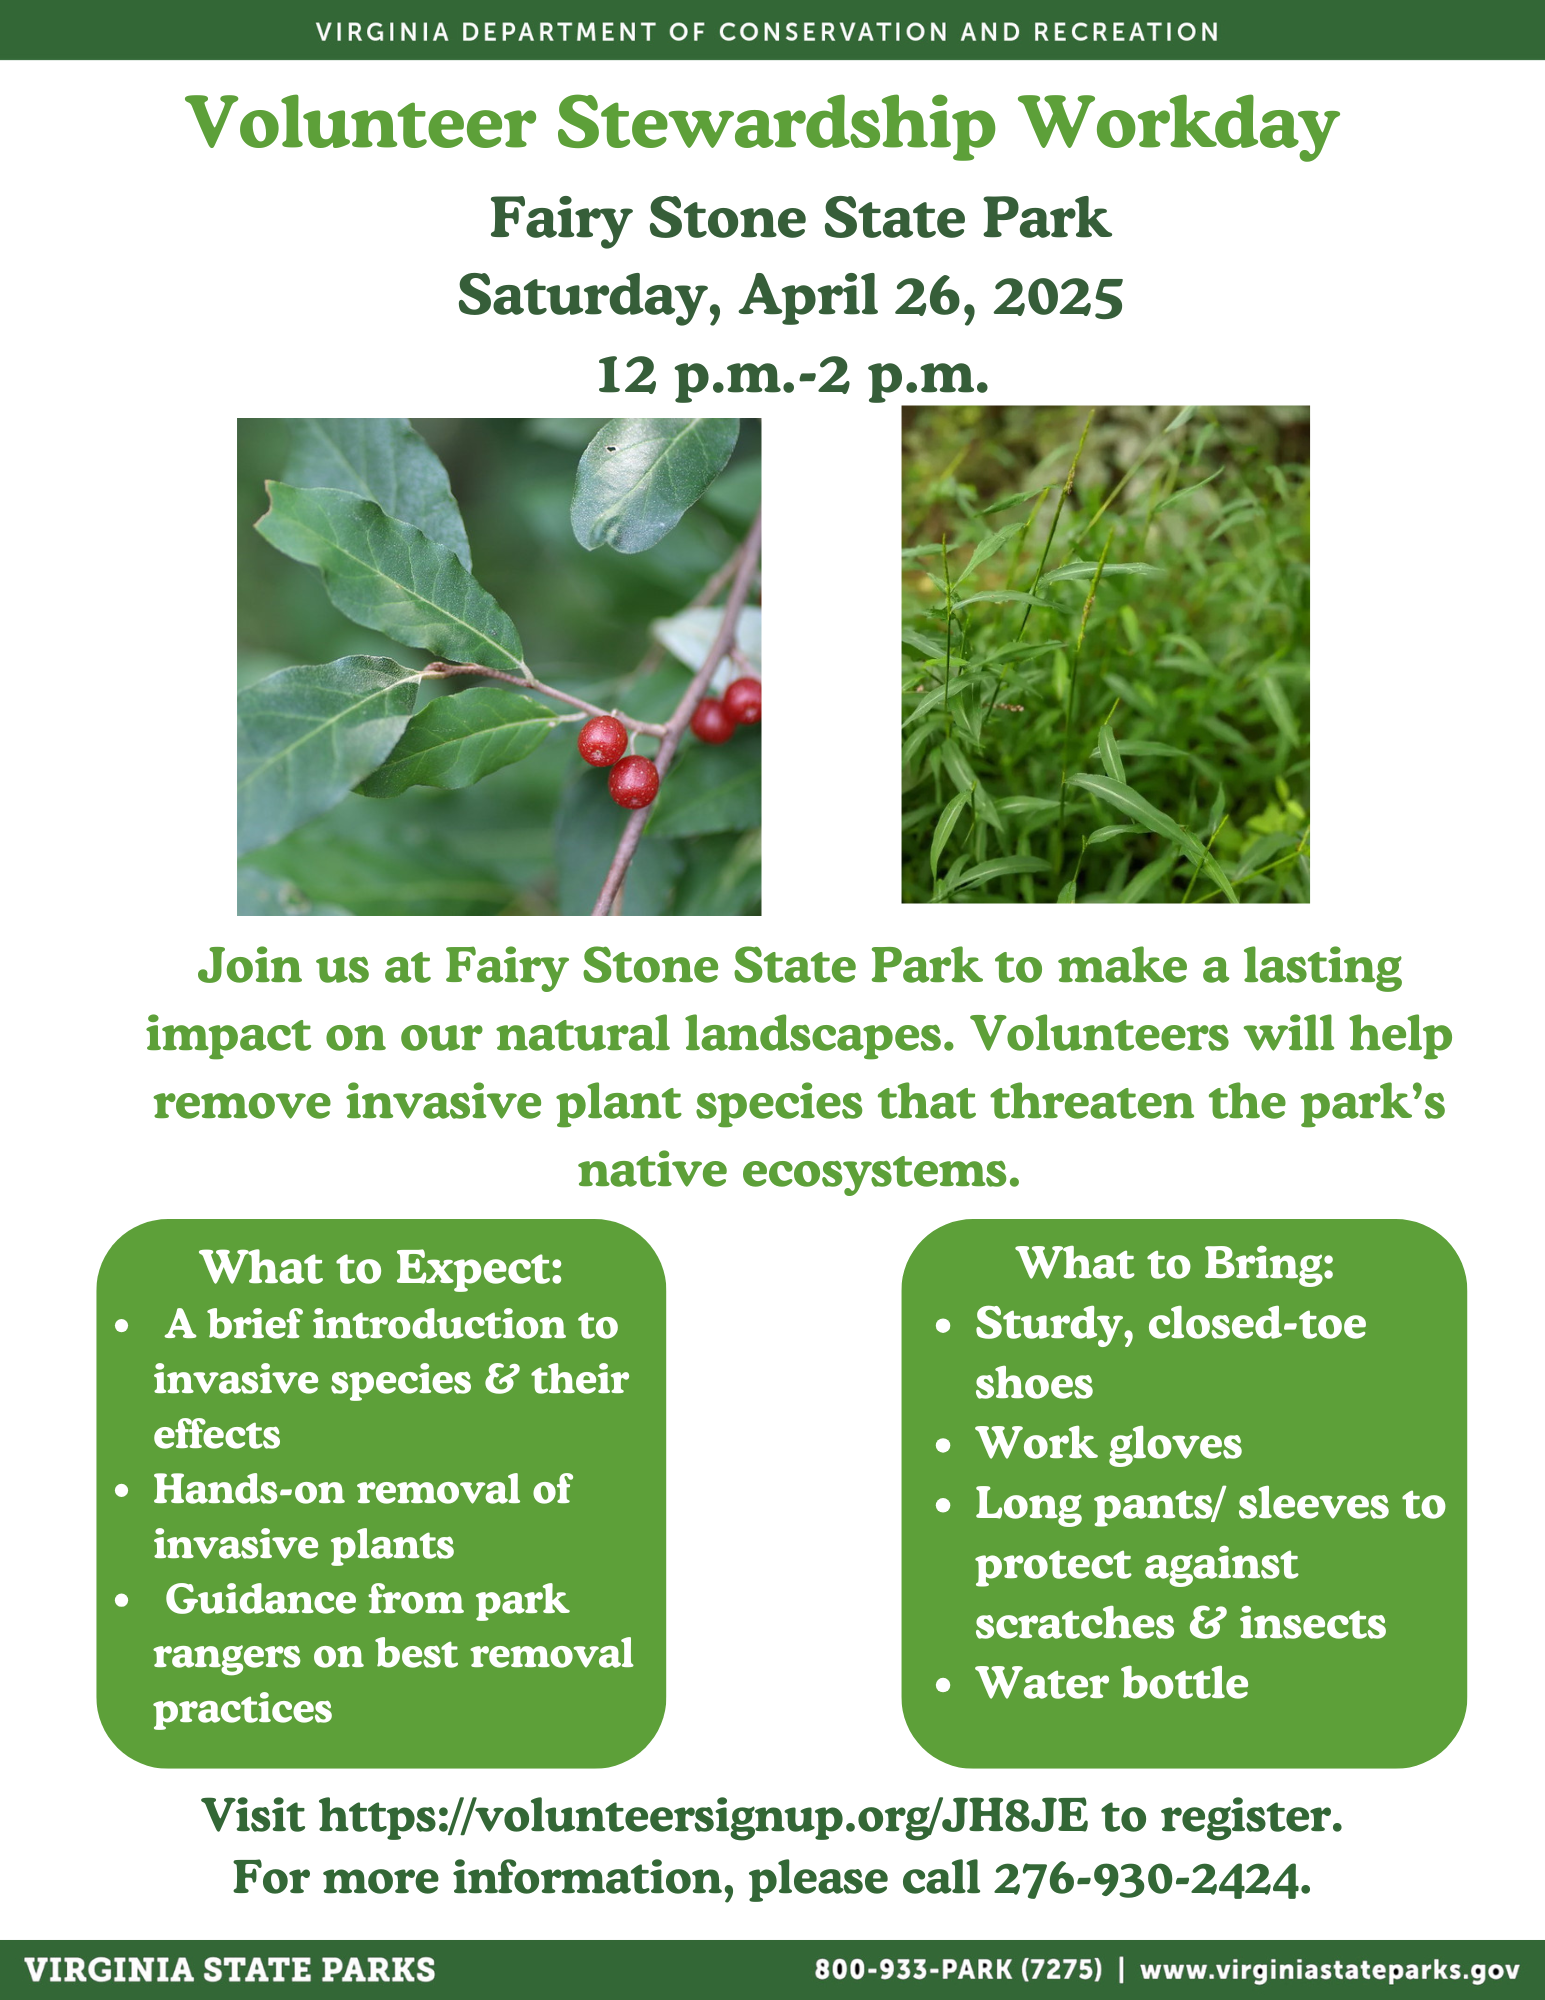 VIRGINIA DEPARTMENT OF CONSERVATION AND RECREATION
Volunteer Stewardship Workday
Fairy Stone State Park
Saturday, April 26, 2025
12 p.m.-2 p.m.
Join us at Fairy Stone State Park to make a lasting
impact on our natural landscapes. Volunteers will help
remove invasive plant species that threaten the park's
native ecosystems.
What to Expect:
• A brief introduction to
invasive species & their
effects
• Hands-on removal of
invasive plants
• Guidance from park
rangers on best removal
practices
What to Bring:
• Sturdy, closed-toe
shoes
• Work gloves
• Long pants/ sleeves to
protect against
scratches & insects
• Water bottle
Visit https://volunteersignup.org/JH8JE to register.
For more information, please call 276-930-2424.
VIRGINIA STATE PARKS
800-933-PARK (7275) | www.virginiastateparks.gov